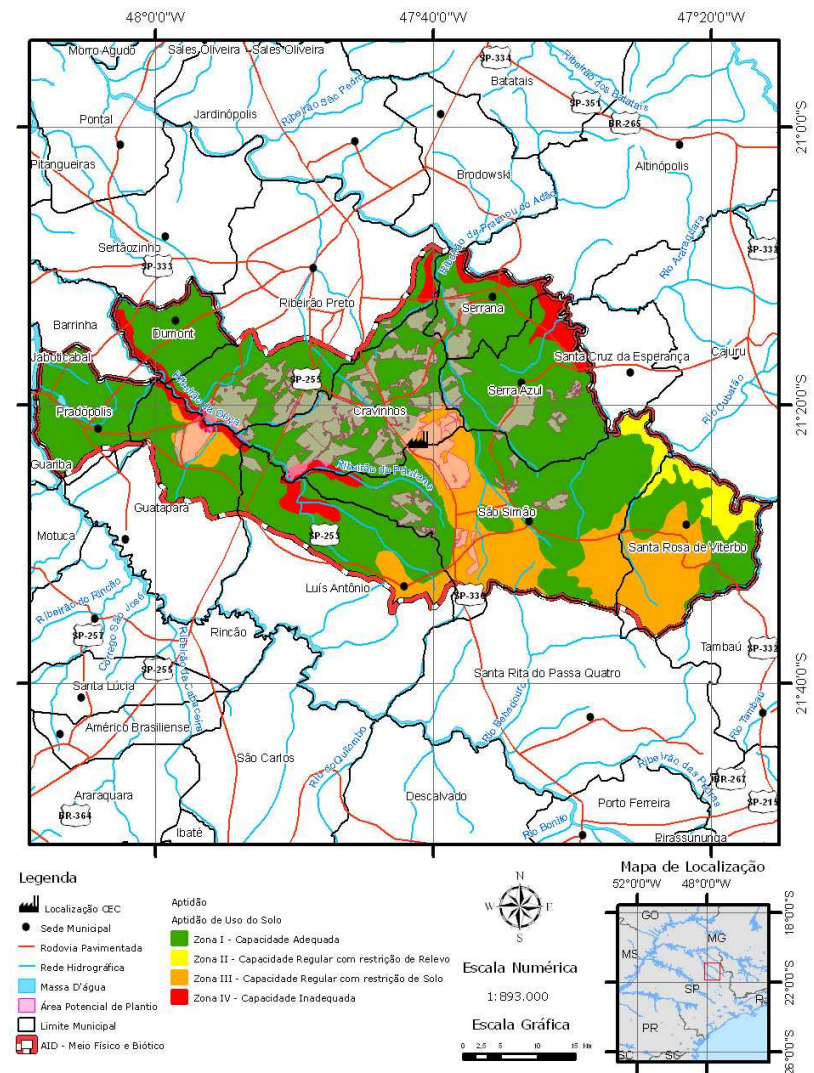 48°0'0"W 47°40'0"W 47°20'0"W
Morro Agudo
Sales Oliveira
Sales Oliveira
SP-334
Batatais
Ribeirão dos Batatais
SP-351
BR-265
Pontal
Jardinópolis
Ribeirão São Pedro
21°0'0"S
Pitangueiras
Brodowski
Altinópolis
Ribeirão da Prata ou do Adão
Rio Araraquara
Sertãozinho
SP-333
SP-333
Ribeirão Preto
Serrana
Barrinha
Dumont
Santa Cruz da Esperança
Cajuru
Jaboticabal
SP-255
Serra Azul
Rio Cubatão
Ribeirão da Onça
Cravinhos
21°20'0"S
Pradópolis
Guariba
Ribeirão do Pântano
Guatapará
São Simão
Motuca
SP-253
Santa Rosa de Viterbo
Luís Antônio
SP-330
Ribeirão do Rincão
Córrego São José
Rincão
SP-257
SP-255
Tambaú
SP-332
Santa Lúcia
Ribeirão da Cabaceira
Santa Rita do Passa Quatro
21°40'0"S
Américo Brasiliense
Rio Bebedouro
Rio Tambaú
São Carlos
Rio do Quilombo
Ribeirão das Pedras
BR-267
Araraquara
Descalvado
Porto Ferreira
SP-215
BR-364
Ibaté
Rio Bonito
Pirassununga
Legenda
Localização CEC
Sede Municipal
Rodovia Pavimentada
Rede Hidrográfica
Massa D'água
Área Potencial de Plantio
Limite Municipal
AID - Meio Físico e Biótico
Aptidão
Aptidão de Uso do Solo
Zona I - Capacidade Adequada
Zona II - Capacidade Regular com restrição de Relevo
Zona III - Capacidade Regular com restrição de Solo
Zona IV - Capacidade Inadequada
N
W E
S
Escala Numérica
1:893.000
Escala Gráfica
0 2,5 5 10 15 Km
Mapa de Localização
52°0'0"W 48°0'0"W
GO
18°0'0"S
MG
MS
22°0'0"S
SP
PR
SC
SC
26°0'0"S